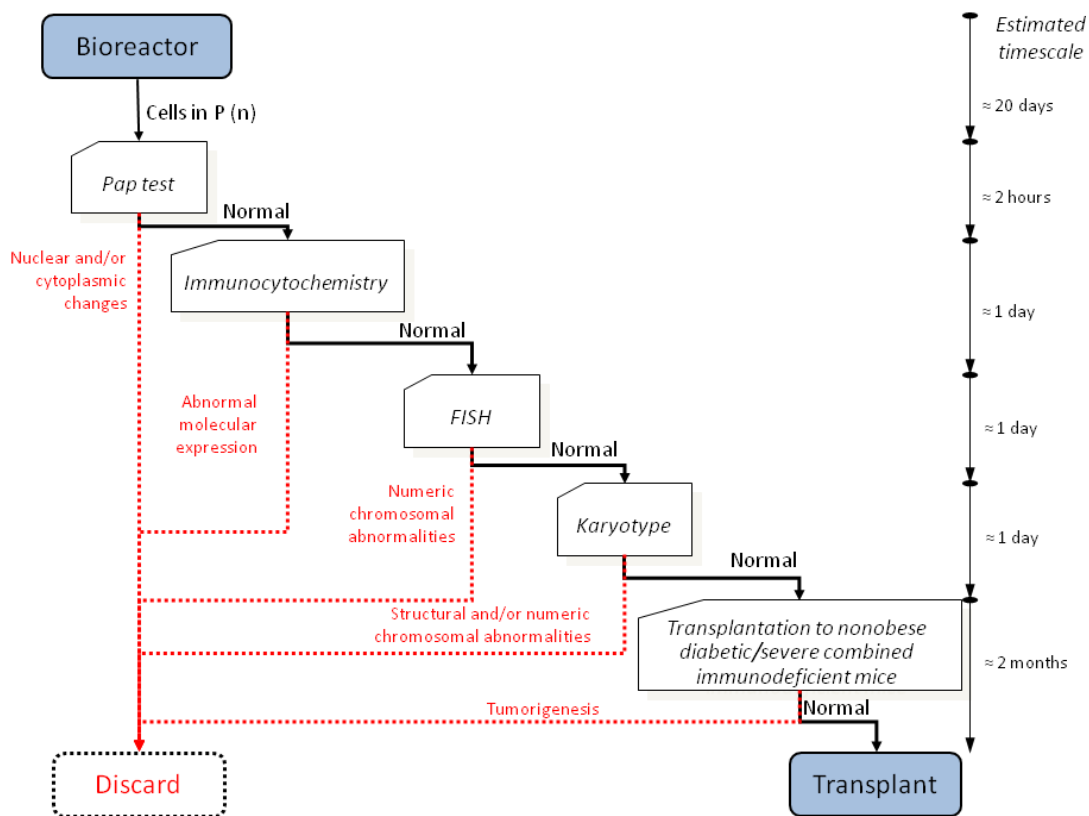 Bioreactor
Estimated
timescale
Cells in P (n)
≈ 20 days
Pap test
≈ 2 hours
Normal
Nuclear and/or
cytoplasmic
changes
Immunocytochemistry
≈ 1 day
Normal
Abnormal
molecular
expression
FISH
≈ 1 day
Normal
Numeric
chromosomal
abnormalities
Karyotype
≈ 1 day
Normal
Structural and/or numeric
chromosomal abnormalities
Transplantation to nonobese
diabetic/severe combined
immunodeficient mice
≈ 2 months
Tumorigenesis
Normal
Discard
Transplant